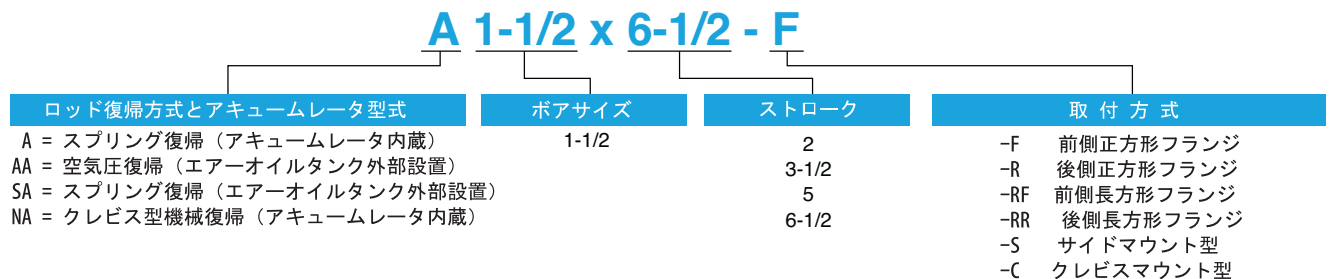 A 1-1/2 x 6-1/2 - F
ロッド復帰方式とアキュームレータ型式
A = スプリング復帰（アキュームレータ内蔵）
AA = 空気圧復帰（エアーオイルタンク外部設置）
SA = スプリング復帰（エアーオイルタンク外部設置）
NA = クレビス型機械復帰（アキュームレータ内蔵）
ボアサイズ
1-1/2
ストローク
2
3-1/2
5
6-1/2
取 付 方 式
-F 前側正方形フランジ
-R 後側正方形フランジ
-RF 前側長方形フランジ
-RR 後側長方形フランジ
-S サイドマウント型
-C クレビスマウント型